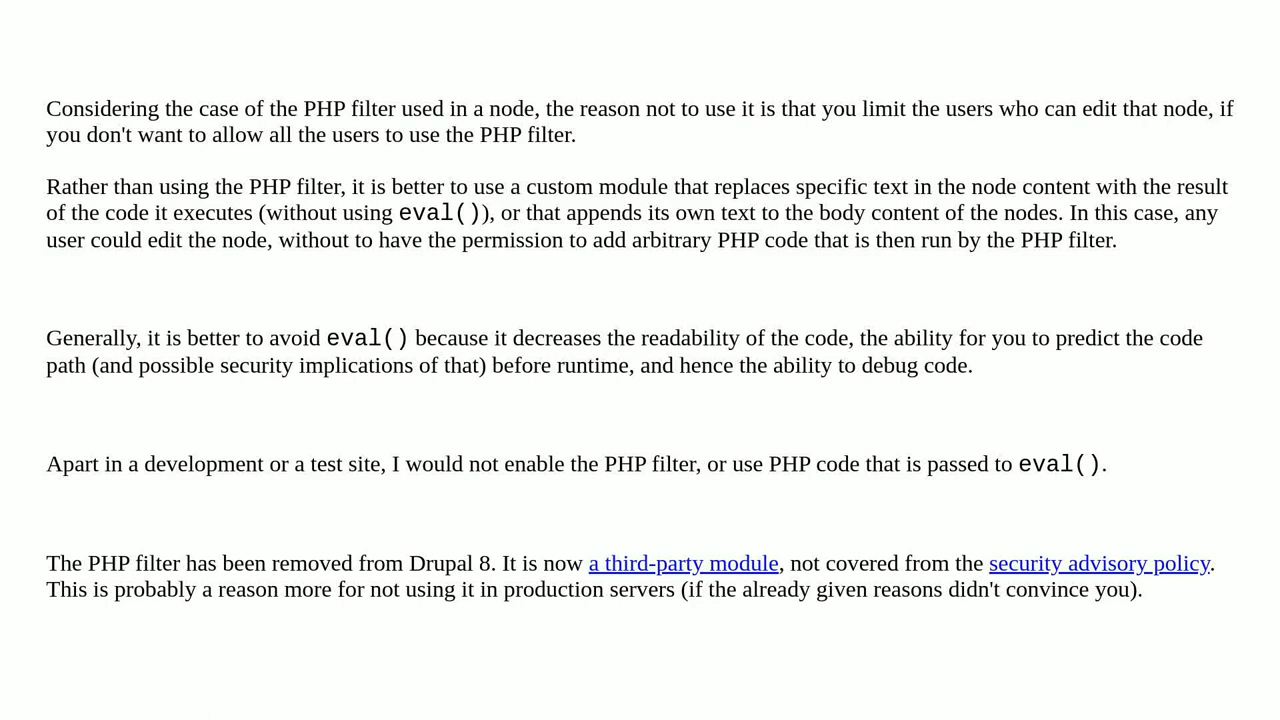 Considering the case of the PHP filter used in a node, the reason not to use it is that you limit the users who can edit that node, if
you don't want to allow all the users to use the PHP filter.
Rather than using the PHP filter, it is better to use a custom module that replaces specific text in the node content with the result
of the code it executes (without using eval()), or that appends its own text to the body content of the nodes. In this case, any
user could edit the node, without to have the permission to add arbitrary PHP code that is then run by the PHP filter.
Generally, it is better to avoid eval() because it decreases the readability of the code, the ability for you to predict the code
path (and possible security implications of that) before runtime, and hence the ability to debug code.
Apart in a development or a test site, I would not enable the PHP filter, or use PHP code that is passed to eval().
The PHP filter has been removed from Drupal 8. It is now a third-party module, not covered from the security advisory policy.
This is probably a reason more for not using it in production servers (if the already given reasons didn't convince you).